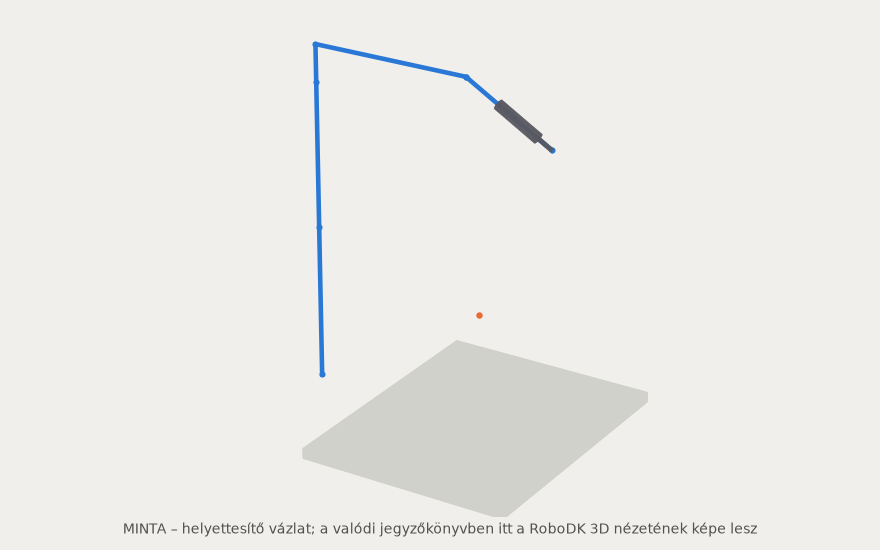 MINTA – helyettesítő vázlat; a valódi jegyzőkönyvben itt a RoboDK 3D nézetének képe lesz